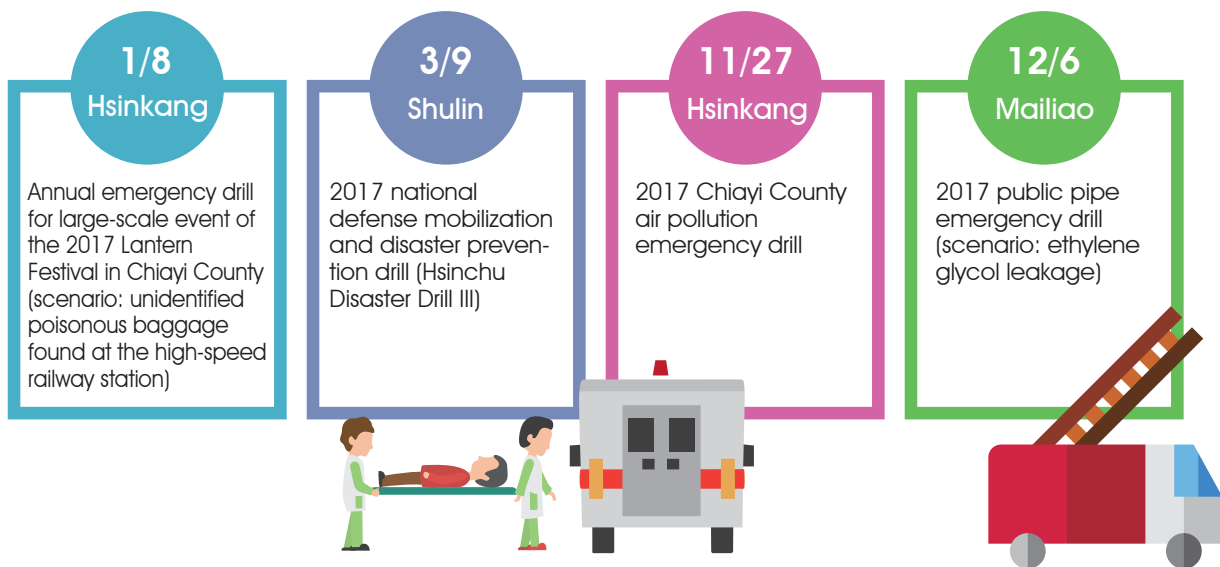 1/8
Hsinkang
Annual emergency drill
for large-scale event of
the 2017 Lantern
Festival in Chiayi County
(scenario: unidentified
poisonous baggage
found at the high-speed
railway station)
3/9
Shulin
2017 national
defense mobilization
and disaster preven-
tion drill (Hsinchu
Disaster Drill III)
11/27
Hsinkang
2017 Chiayi County
air pollution
emergency drill
12/6
Mailiao
2017 public pipe
emergency drill
(scenario: ethylene
glycol leakage)